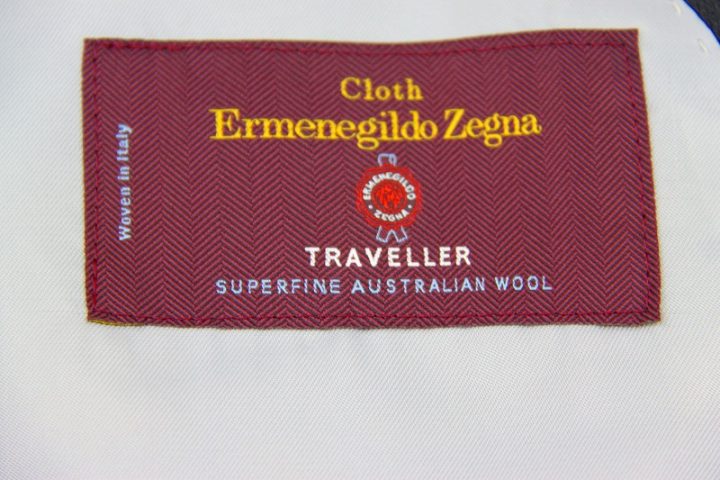 Cloth
Ermenegildo Zegna
ERMENEGILDO
ZEGNA
TRAVELLER
SUPERFINE AUSTRALIAN WOOL
Woven in Italy